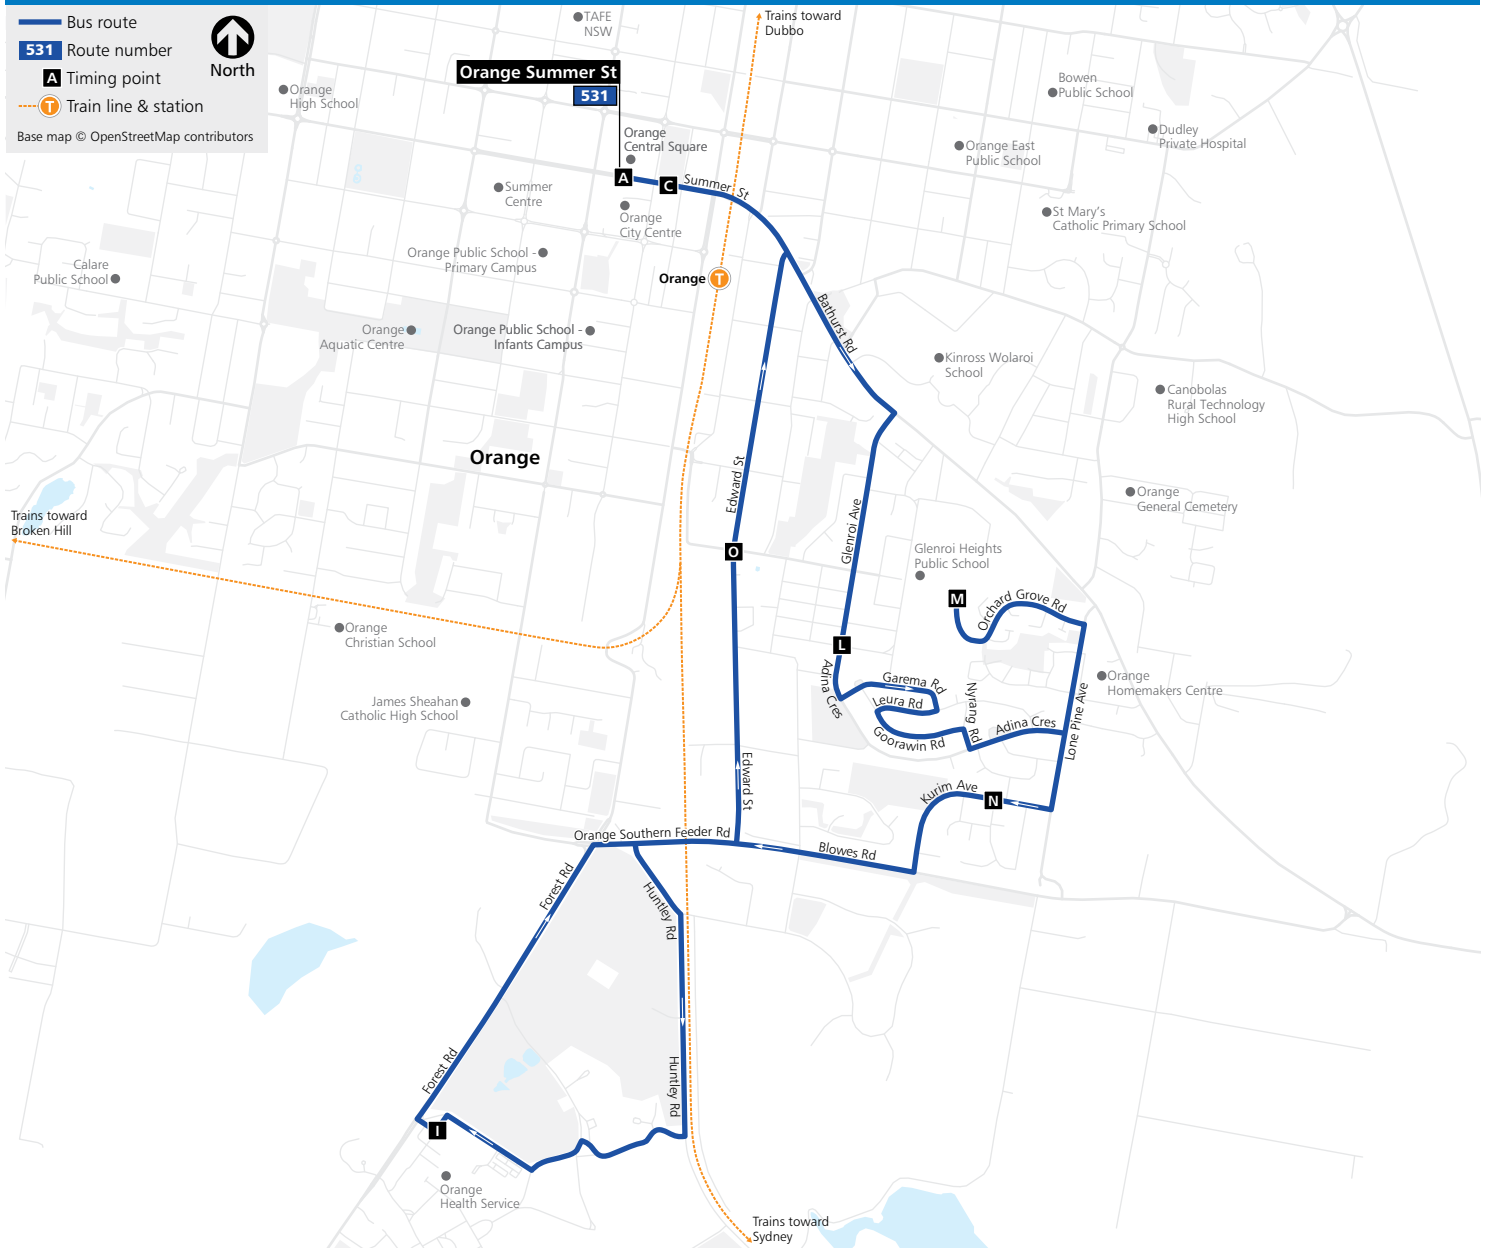 Bus route
531 Route number
A Timing point
T Train line & station
North
Base map © OpenStreetMap contributors
TAFE
NSW
Trains toward
Dubbo
Orange Summer St
531
Orange
High School
Bowen
Public School
Dudley
Private Hospital
Orange East
Public School
Orange
Central Square
A
C
Summer St
Summer
Centre
Orange
City Centre
St Mary's
Catholic Primary School
Orange Public School -
Primary Campus
Calare
Public School
Orange
T
Orange
Aquatic Centre
Orange Public School -
Infants Campus
Bathurst Rd
Kinross Wolaroi
School
Canobolas
Rural Technology
High School
Orange
Edward St
Glenroi Ave
Orange
General Cemetery
Trains toward
Broken Hill
O
Glenroi Heights
Public School
M
Orchard Grove Rd
Orange
Christian School
L
Adina Cres
Garema Rd
Leura Rd
Goorawin Rd
Nyrang Rd
Adina Cres
Lone Pine Ave
Orange
Homemakers Centre
James Sheahan
Catholic High School
Edward St
Kurim Ave
N
Orange Southern Feeder Rd
Blowes Rd
Forest Rd
Huntley Rd
Forest Rd
Huntley Rd
I
Orange
Health Service
Trains toward
Sydney